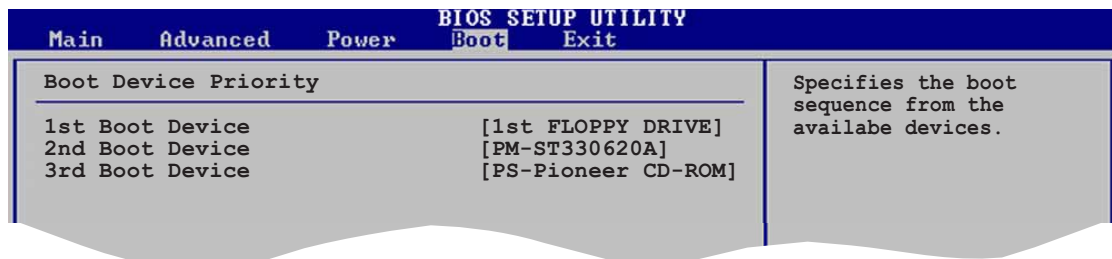 BIOS SETUP UTILITY
Main Advanced Power Boot Exit
Boot Device Priority
1st Boot Device [1st FLOPPY DRIVE]
2nd Boot Device [PM-ST330620A]
3rd Boot Device [PS-Pioneer CD-ROM]
Specifies the boot
sequence from the
availabe devices.